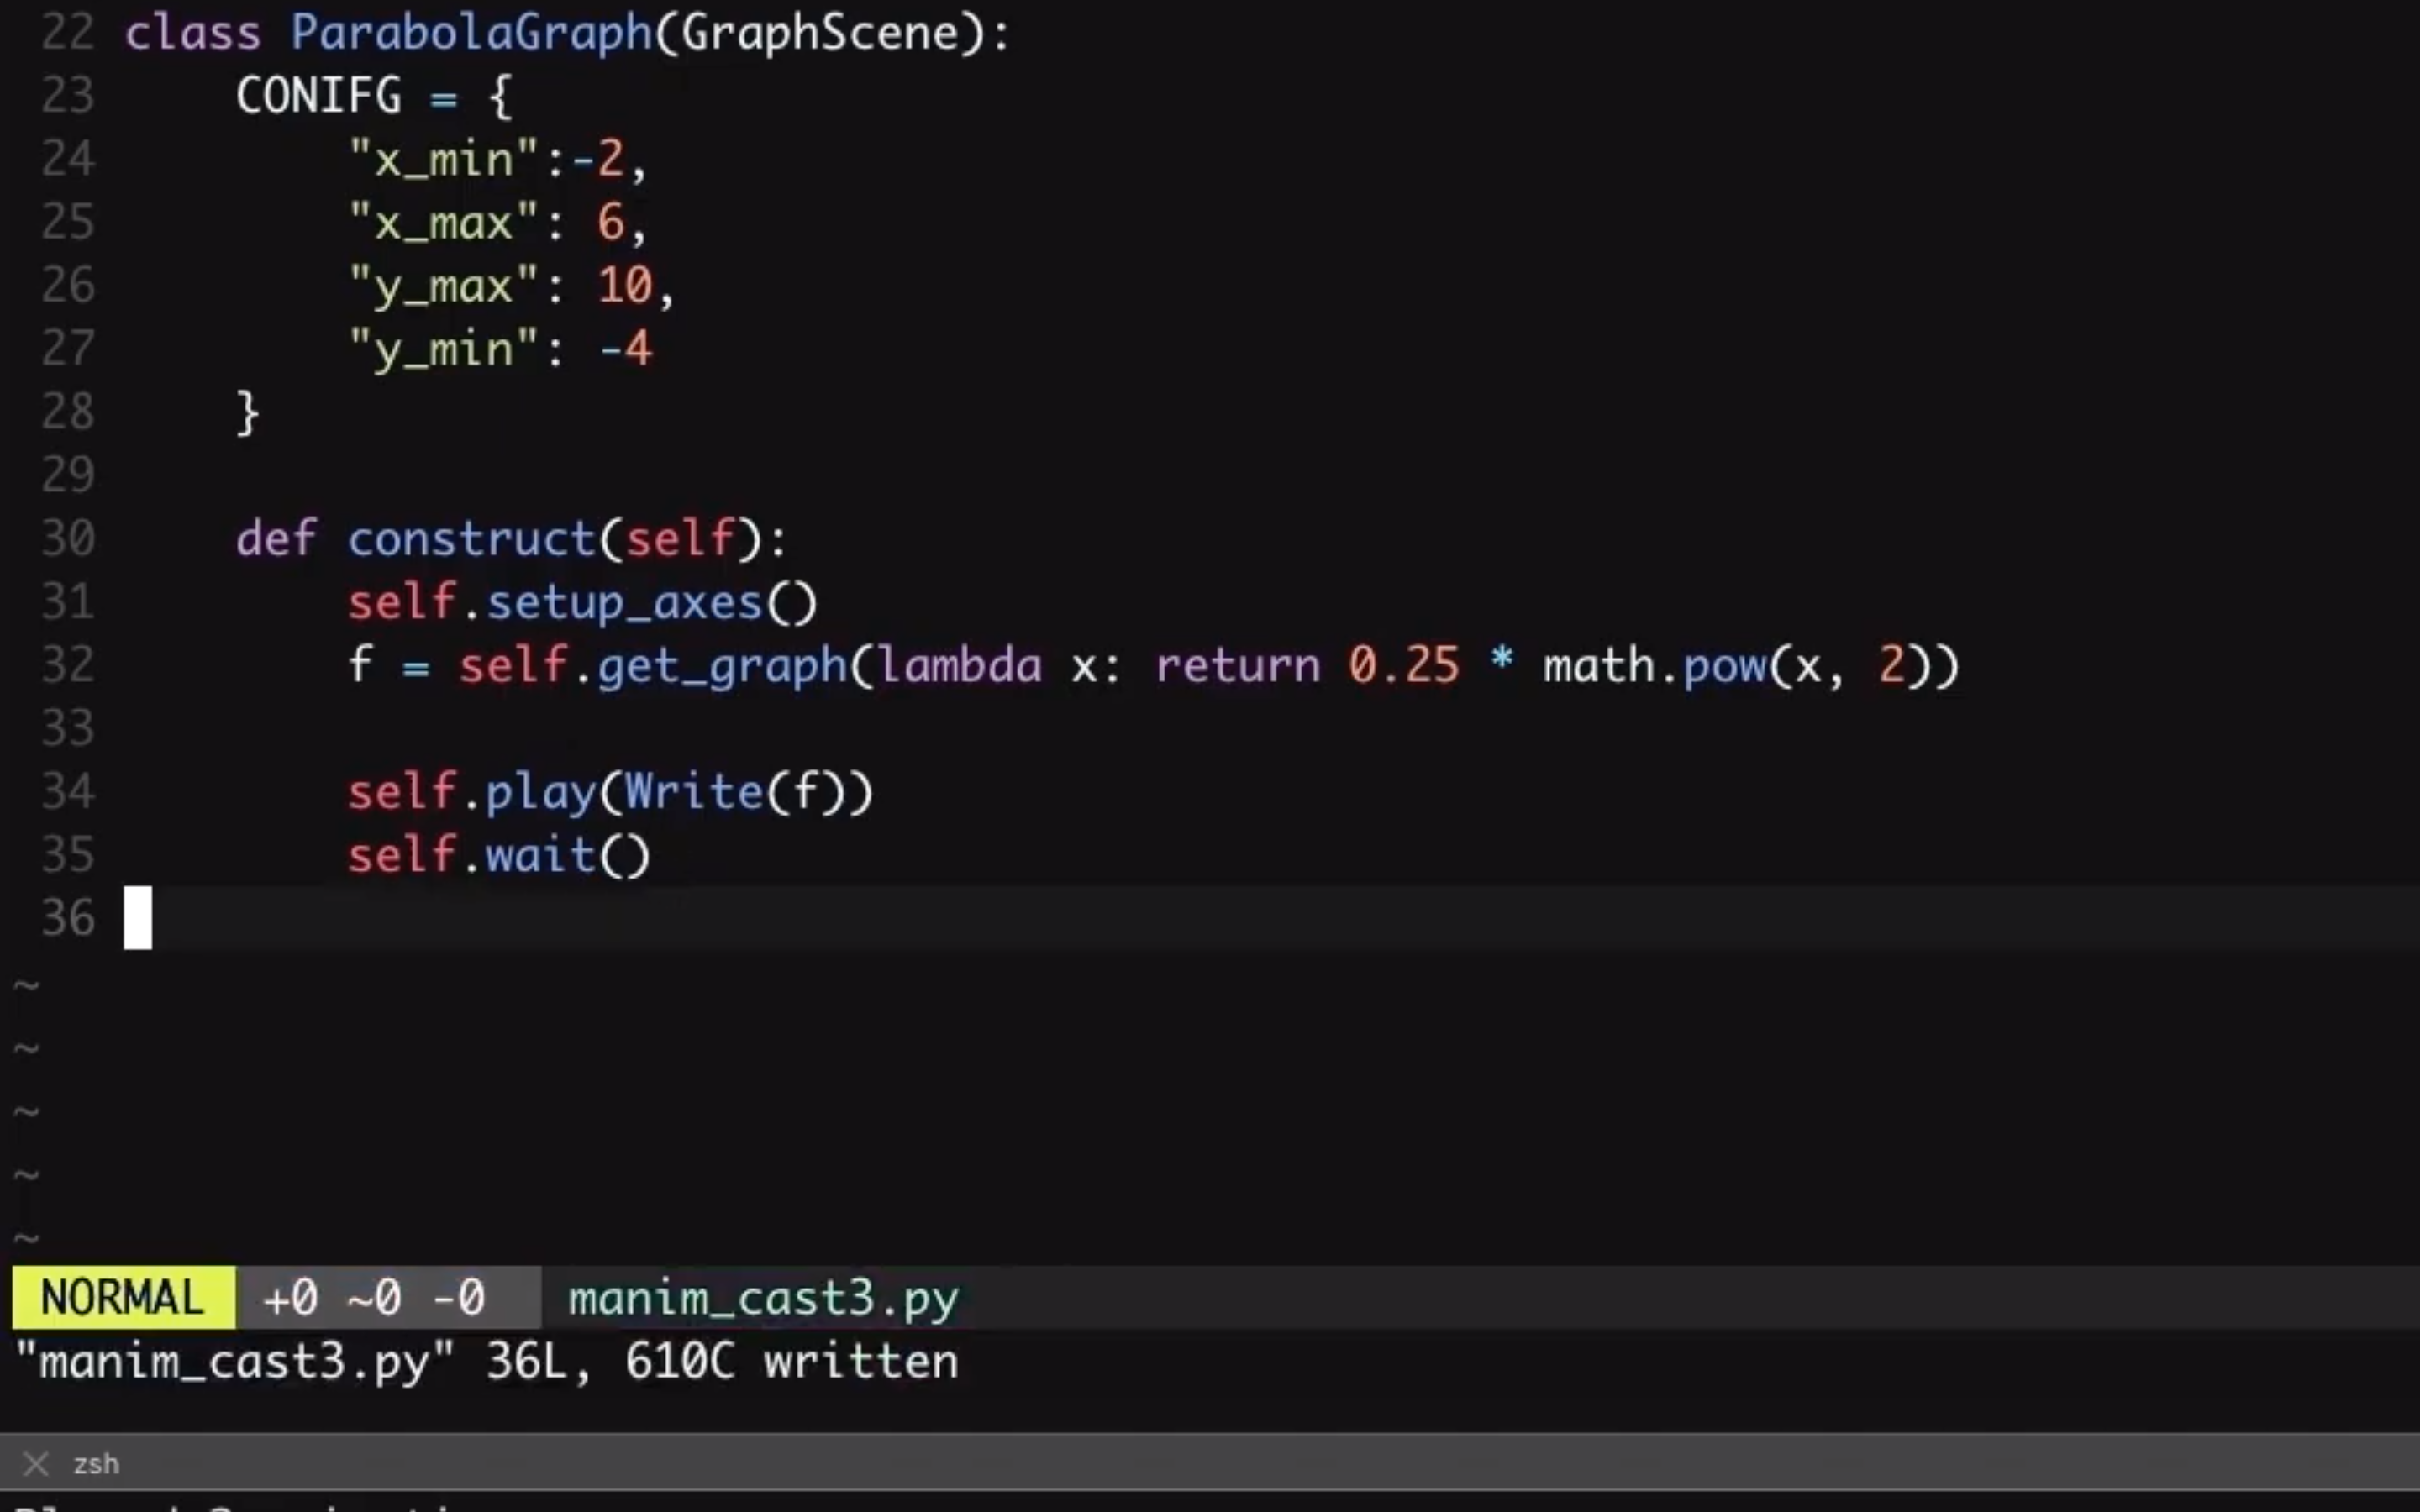 22 class ParabolaGraph(GraphScene):
23     CONIFG = {
24         "x_min":-2,
25         "x_max": 6,
26         "y_max": 10,
27         "y_min": -4
28     }
29
30     def construct(self):
31         self.setup_axes()
32         f = self.get_graph(lambda x: return 0.25 * math.pow(x, 2))
33
34         self.play(Write(f))
35         self.wait()
36
~
~
~
~
~
NORMAL +0 ~0 -0 manim_cast3.py
"manim_cast3.py" 36L, 610C written
× zsh